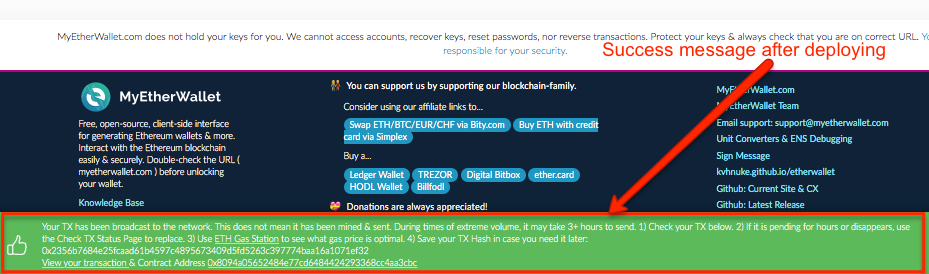 MyEtherWallet.com does not hold your keys for you. We cannot access accounts, recover keys, reset passwords, nor reverse transactions. Protect your keys & always check that you are on correct URL. Yo
responsible for your security.
Success message after deploying
MyEtherWallet
Free, open-source, client-side interface
for generating Ethereum wallets & more.
Interact with the Ethereum blockchain
easily & securely. Double-check the URL (
myetherwallet.com ) before unlocking
your wallet.
Knowledge Base
You can support us by supporting our blockchain-family.
Consider using our affiliate links to...
Swap ETH/BTC/EUR/CHF via Bity.com Buy ETH with credit
card via Simplex
Buy a...
Ledger Wallet TREZOR Digital Bitbox ether.card
HODL Wallet Billfodl
Donations are always appreciated!
MyEtherWallet.com
MyEtherWallet Team
Email support: support@myetherwallet.com
Unit Converters & ENS Debugging
Sign Message
kvhnuke.github.io/etherwallet
Github: Current Site & CX
Github: Latest Release
Your TX has been broadcast to the network. This does not mean it has been mined & sent. During times of extreme volume, it may take 3+ hours to send. 1) Check your TX below. 2) If it is pending for hours or disappears, use
the Check TX Status Page to replace. 3) Use ETH Gas Station to see what gas price is optimal. 4) Save your TX Hash in case you need it later:
0x2356b7684e25fcaad61b4597c4895673409d5fd5263c397774baa16a1071ef32
View your transaction & Contract Address 0x8094a05652484e77cd6484424293368cc4aa3cbc